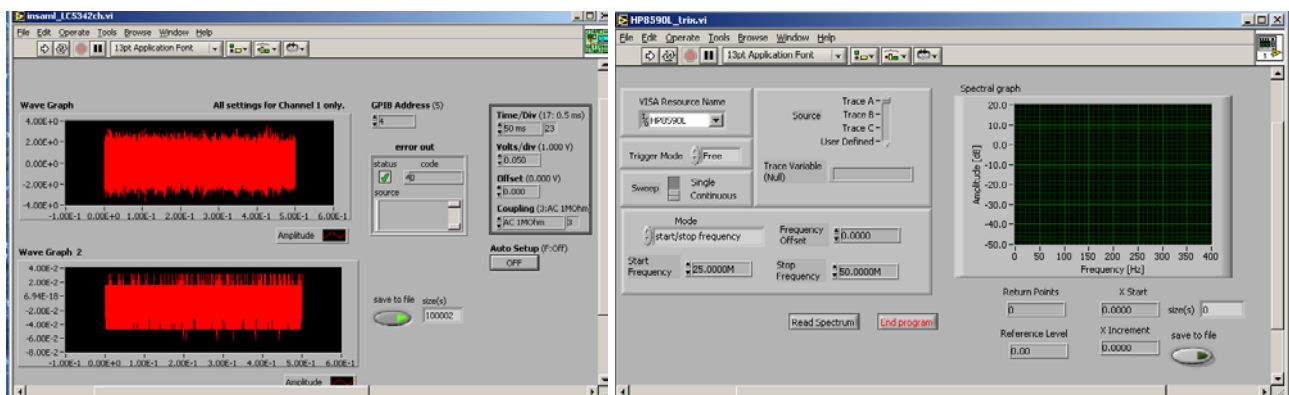 insaml_LC5342ch.vi
File Edit Operate Tools Browse Window Help
13pt Application Font
Wave Graph
All settings for Channel 1 only.
4.00E+0
2.00E+0
0.00E+0
-2.00E+0
-4.00E+0
-1.00E-1 0.00E+0 1.00E-1 2.00E-1 3.00E-1 4.00E-1 5.00E-1 6.00E-1
Amplitude
Wave Graph 2
4.00E-2
2.00E-2
6.94E-18
-2.00E-2
-4.00E-2
-6.00E-2
-8.00E-2
-1.00E-1 0.00E+0 1.00E-1 2.00E-1 3.00E-1 4.00E-1 5.00E-1 6.00E-1
Amplitude
GPIB Address (5)
4
error out
status code
0
source
save to file size(s)
100002
Time/Div (17: 0.5 ms)
50 ms 23
Volts/div (1.000 V)
0.050
Offset (0.000 V)
0.000
Coupling (3:AC 1MOhm
AC 1MOhm 3
Auto Setup (F:Off)
OFF
HP8590L_trix.vi
File Edit Operate Tools Browse Window Help
13pt Application Font
1
VISA Resource Name
HP8590L
Trigger Mode Free
Sweep Single
Continuous
Source
Trace A
Trace B
Trace C
User Defined
Trace Variable
(Null)
Mode
start/stop frequency
Frequency
Offset
0.0000
Start
Frequency
25.0000M
Stop
Frequency
50.0000M
Read Spectrum End program
Spectral graph
Amplitude [dB]
20.0
10.0
0.0
-10.0
-20.0
-30.0
-40.0
-50.0
0 50 100 150 200 250 300 350 400
Frequency [Hz]
Return Points
0
X Start
0.0000
size(s) 0
Reference Level
0.00
X Increment
0.0000
save to file